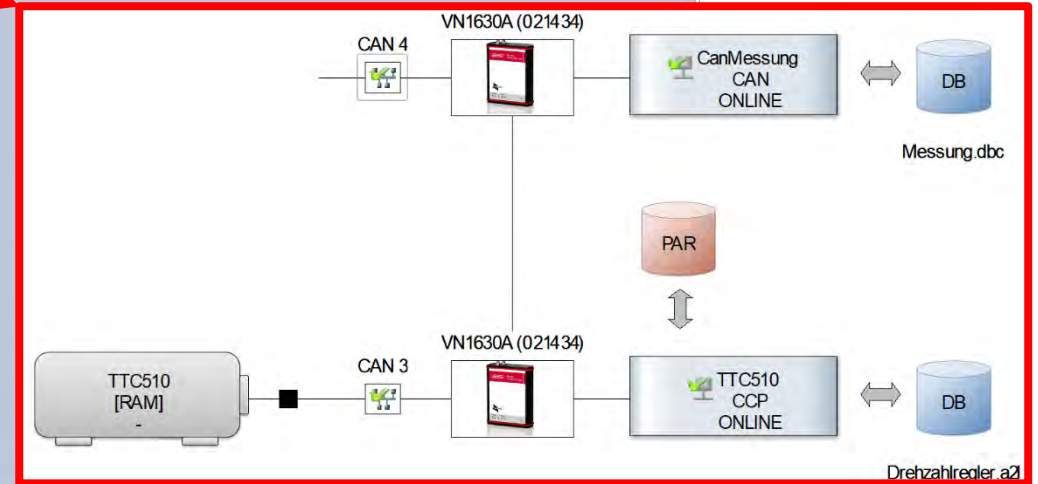 VN1630A (021434)
CAN 4
CanMessung
CAN
ONLINE
DB
Messung.dbc
PAR
VN1630A (021434)
CAN 3
TTC510
[RAM]
-
TTC510
CCP
ONLINE
DB
Drehzahlregler.a2l